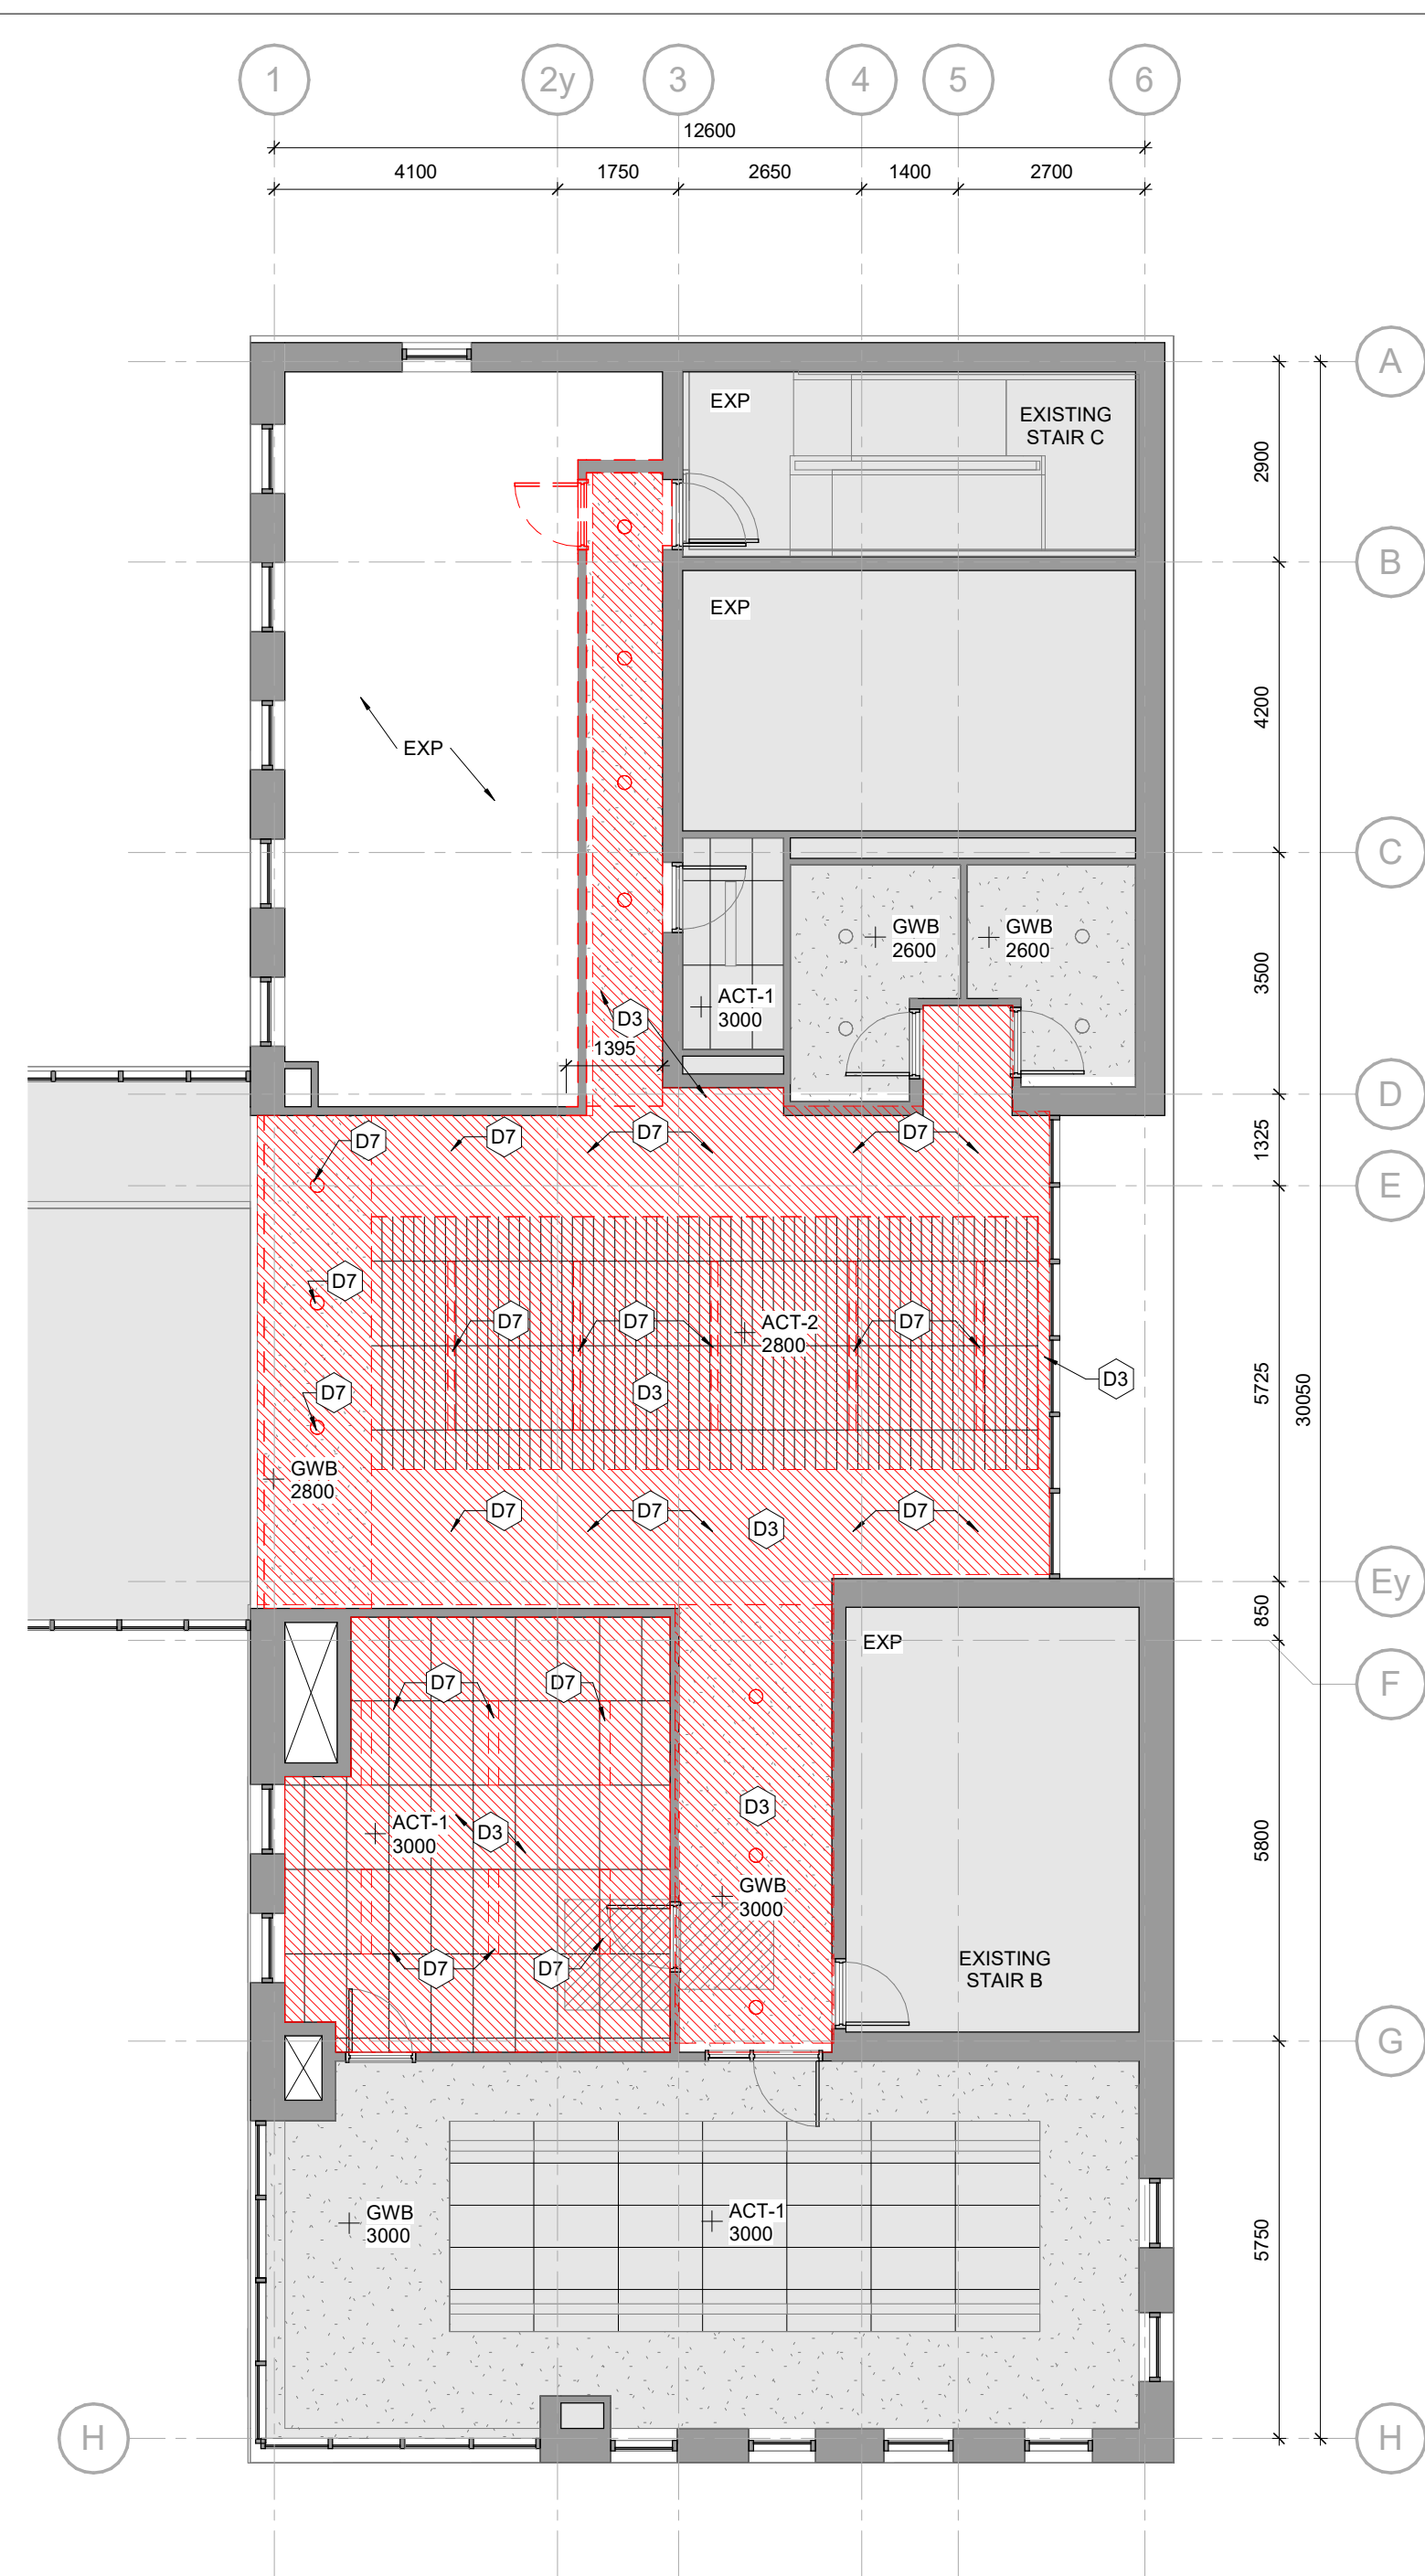 1
2y
3
4
5
6
12600
4100
1750
2650
1400
2700
A
EXP
EXISTING
STAIR C
2900
B
EXP
4200
EXP
C
GWB
2600
GWB
2600
3500
ACT-1
3000
D3
1395
D
D7
D7
D7
D7
1325
E
D7
D7
D7
D7
ACT-2
2800
D3
D3
D7
5725
30050
GWB
2800
D7
D7
D7
D3
Ey
850
EXP
F
D7
D7
D3
ACT-1
3000
D3
5800
GWB
3000
D7
D7
EXISTING
STAIR B
G
GWB
3000
ACT-1
3000
5750
H
H